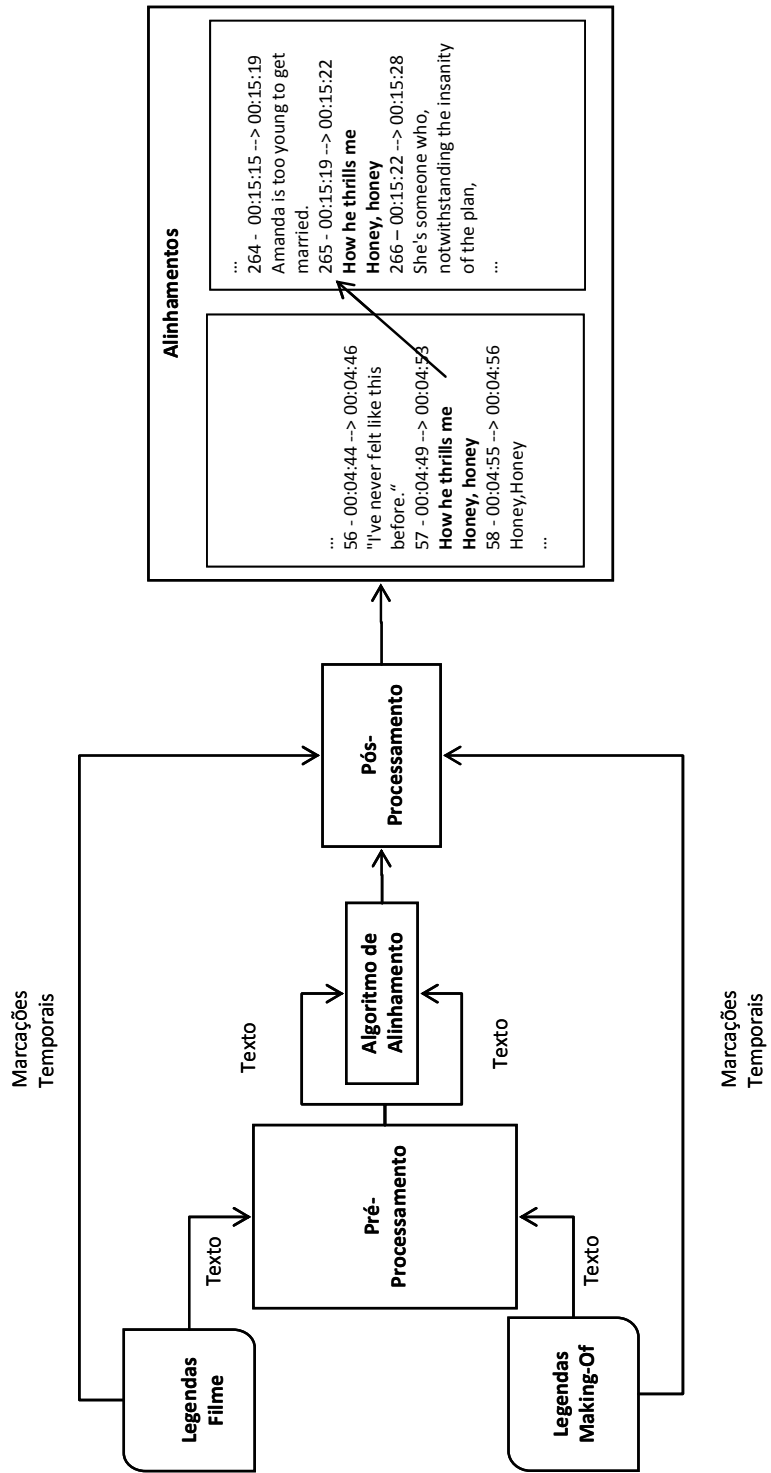 Marcações
Temporais
Legendas
Filme
Texto
Pré-
Processamento
Legendas
Making-Of
Texto
Texto
Algoritmo de
Alinhamento
Texto
Pós-
Processamento
Marcações
Temporais
Alinhamentos
...
56 - 00:04:44 --> 00:04:46
"I've never felt like this
before.“
57 - 00:04:49 --> 00:04:53
How he thrills me
Honey, honey
58 - 00:04:55 --> 00:04:56
Honey,Honey
...
...
264 - 00:15:15 --> 00:15:19
Amanda is too young to get
married.
265 - 00:15:19 --> 00:15:22
How he thrills me
Honey, honey
266 – 00:15:22 --> 00:15:28
She's someone who,
notwithstanding the insanity
of the plan,
...